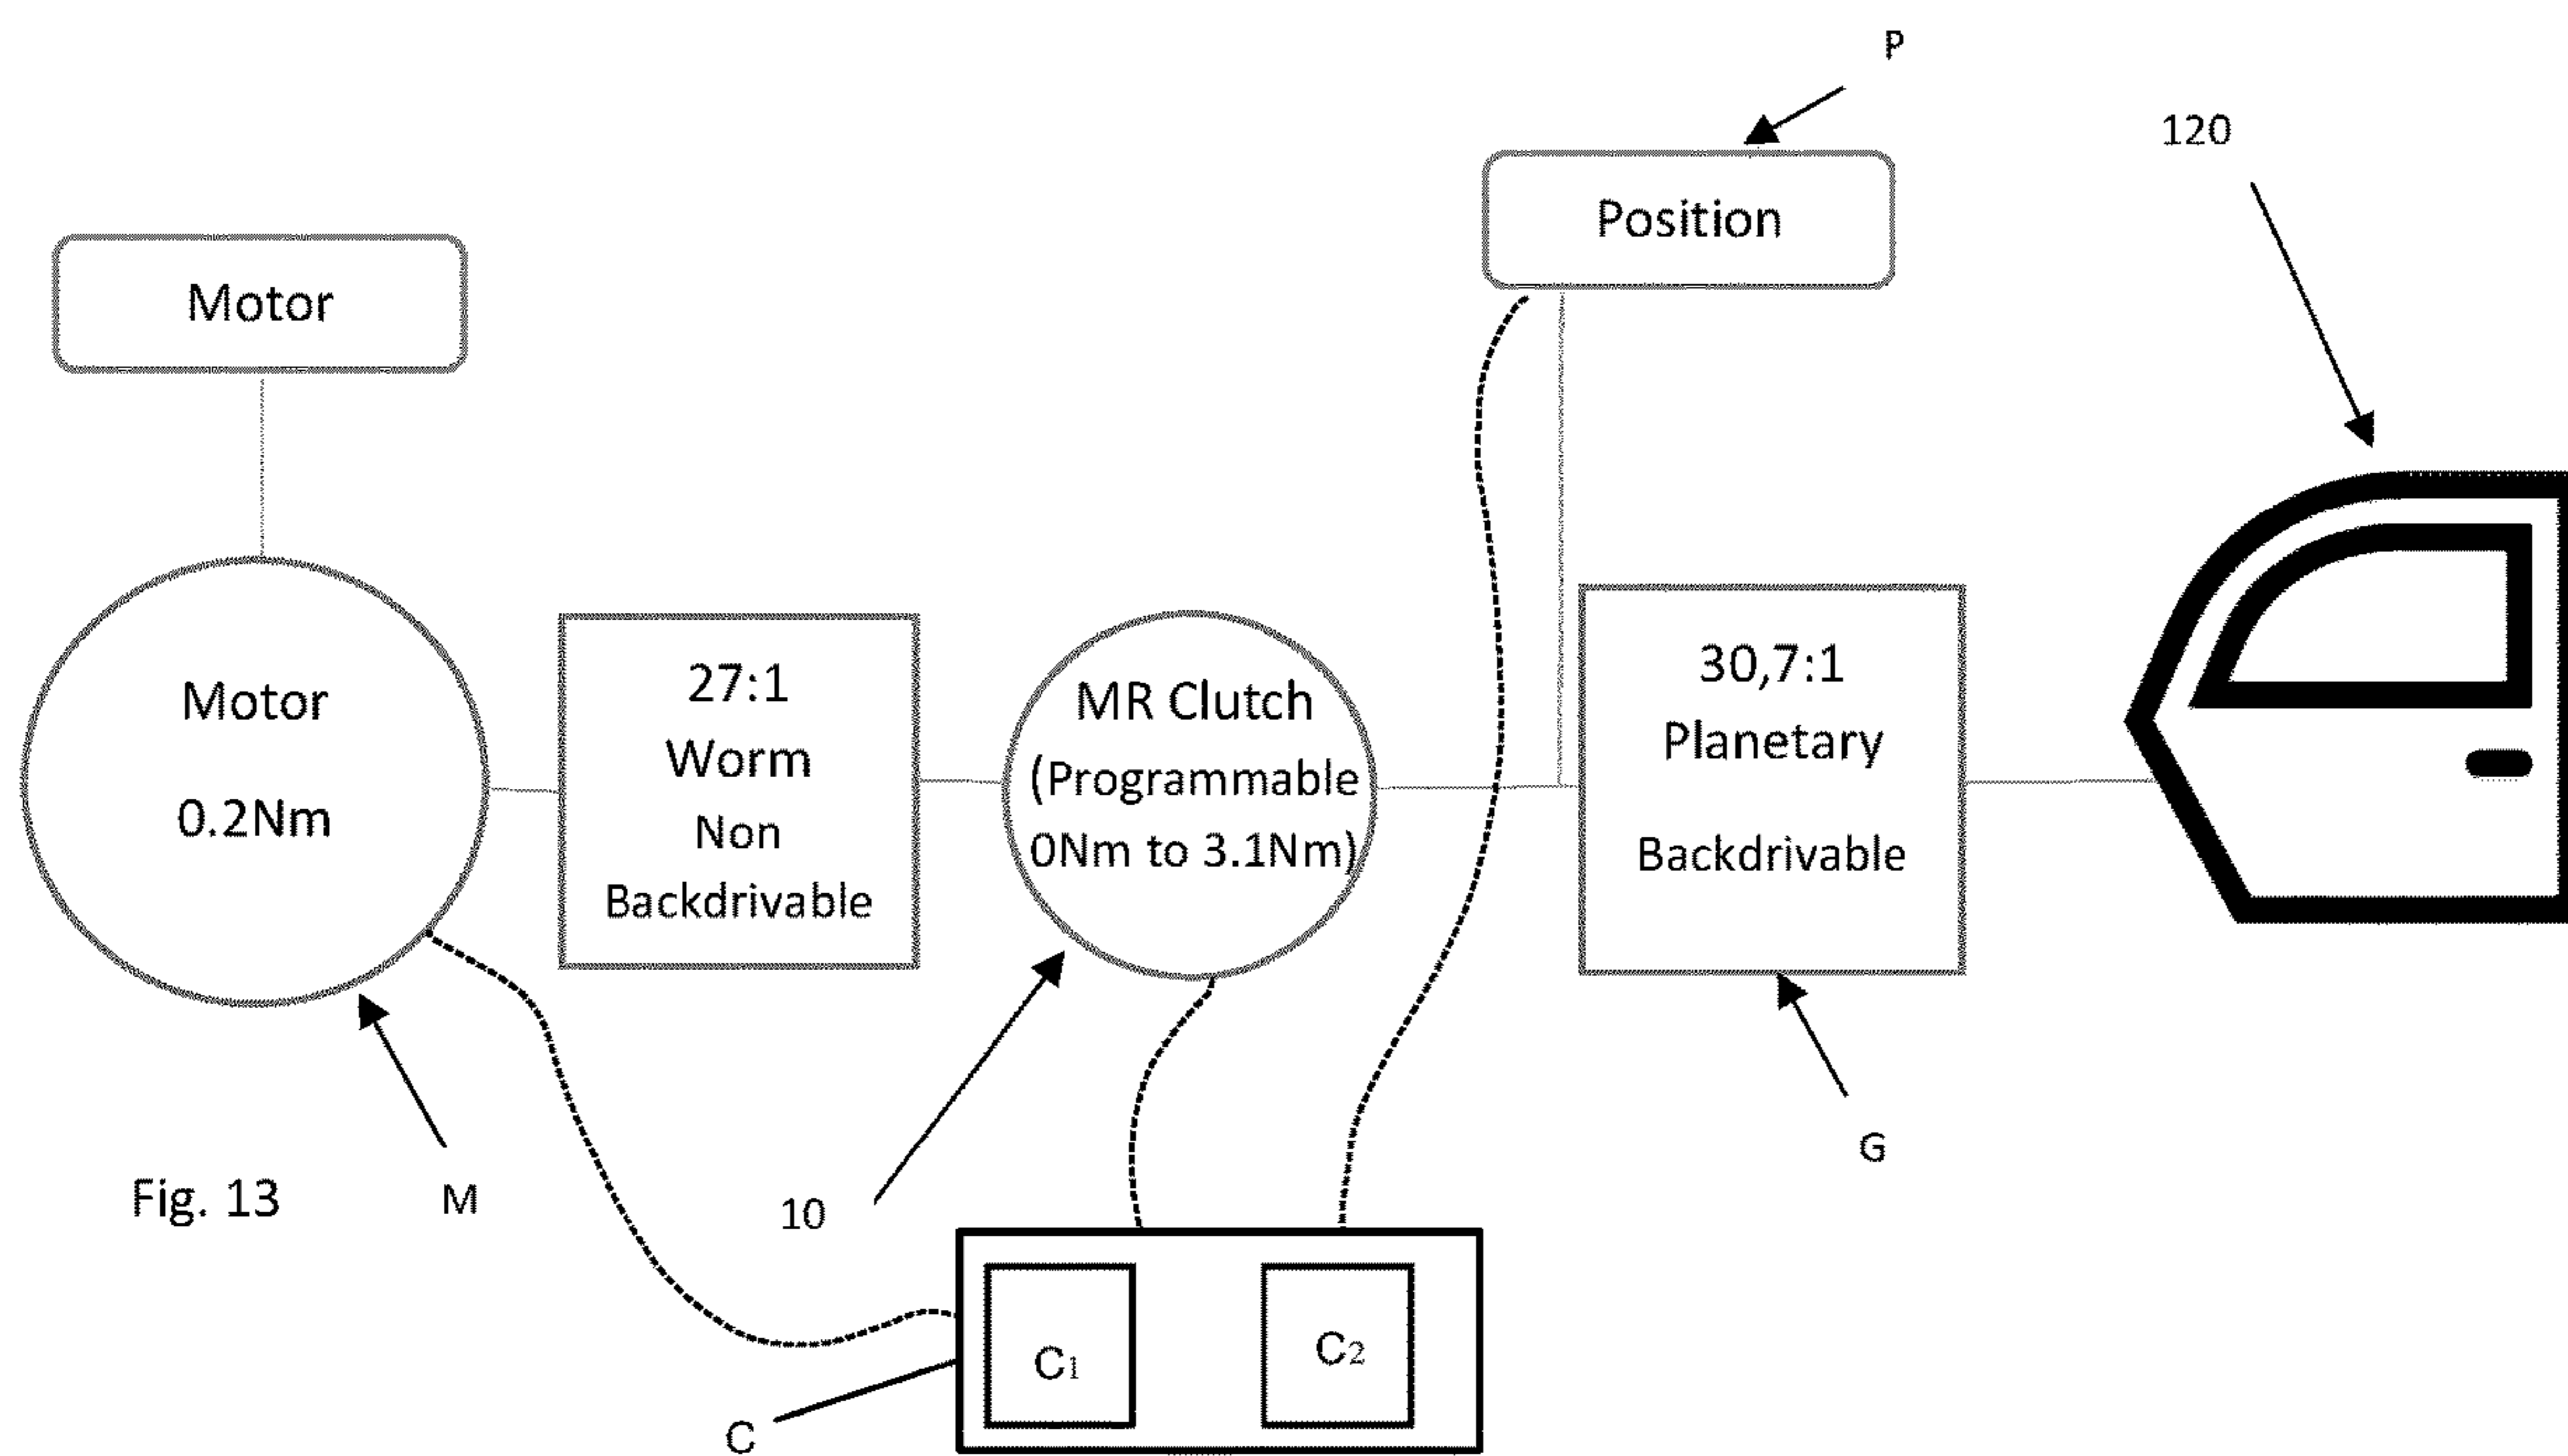 P
120
Position
Motor
Motor
0.2Nm
27:1
Worm
Non
Backdrivable
MR Clutch
(Programmable
0Nm to 3.1Nm)
30,7:1
Planetary
Backdrivable
G
Fig. 13
M
10
C1
C2
C